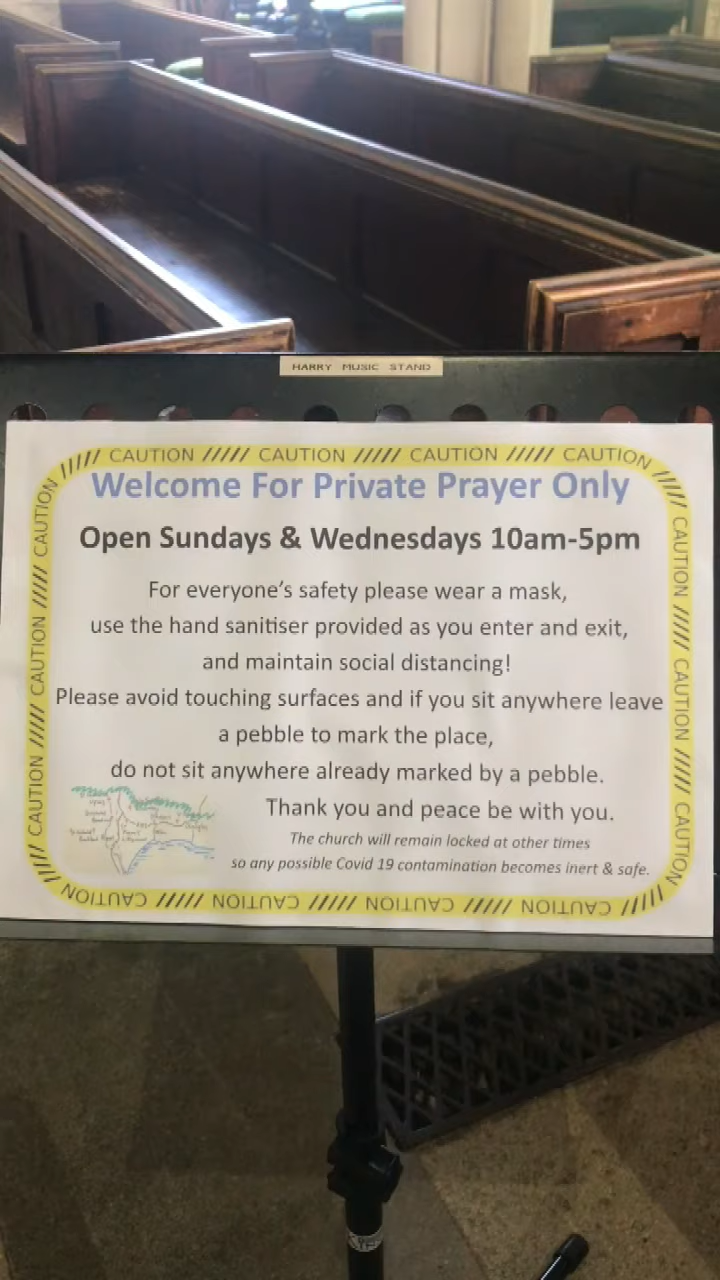 HARRY MUSIC STAND
CAUTION ///// CAUTION ///// CAUTION ///// CAUTION
Welcome For Private Prayer Only
Open Sundays & Wednesdays 10am-5pm
For everyone's safety please wear a mask,
use the hand sanitiser provided as you enter and exit,
and maintain social distancing!
Please avoid touching surfaces and if you sit anywhere leave
a pebble to mark the place,
do not sit anywhere already marked by a pebble.
Thank you and peace be with you.
The church will remain locked at other times
so any possible Covid 19 contamination becomes inert & safe.
CAUTION ///// CAUTION ///// CAUTION
CAUTION ///// CAUTION ///// CAUTION
CAUTION ///// CAUTION ///// CAUTION ///// CAUTION